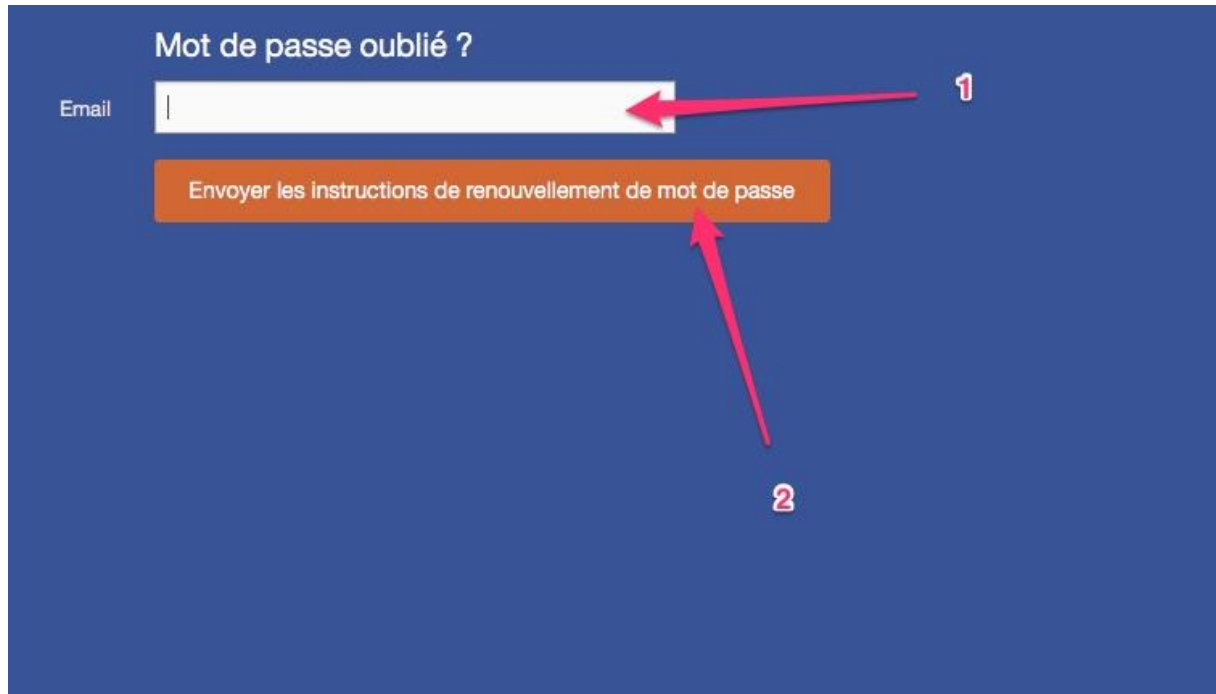 Mot de passe oublié ?
1
Email
Envoyer les instructions de renouvellement de mot de passe
2